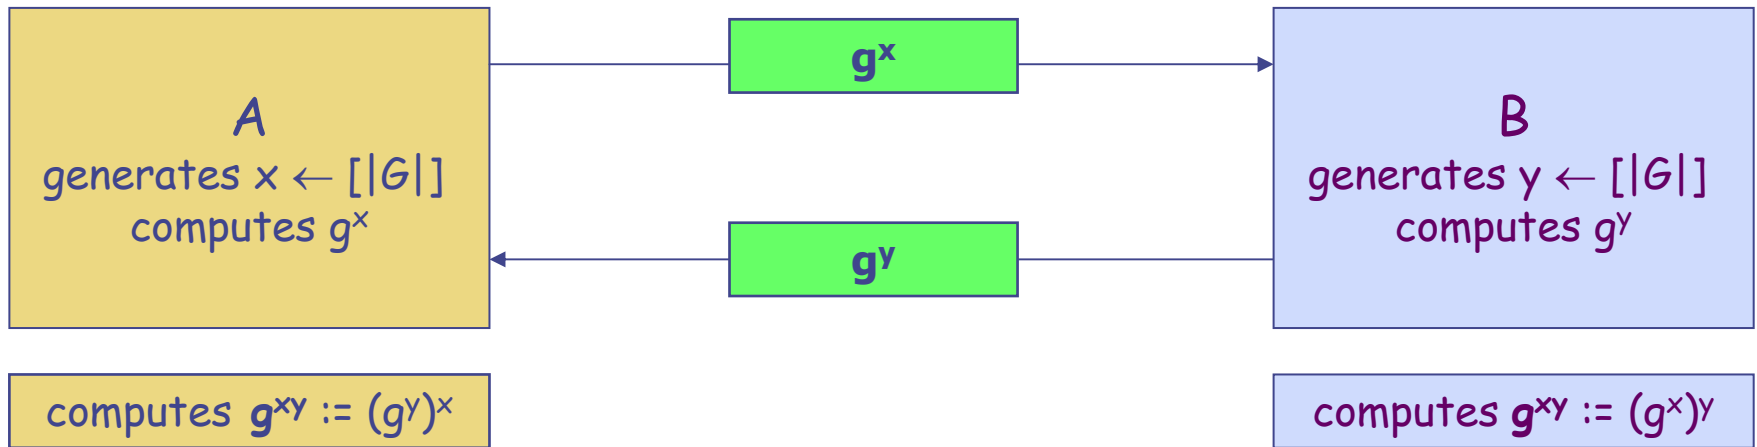 A
generates x ← [|G|]
computes gˣ
gˣ
gʸ
B
generates y ← [|G|]
computes gʸ
computes gˣʸ := (gʸ)ˣ
computes gˣʸ := (gˣ)ʸ